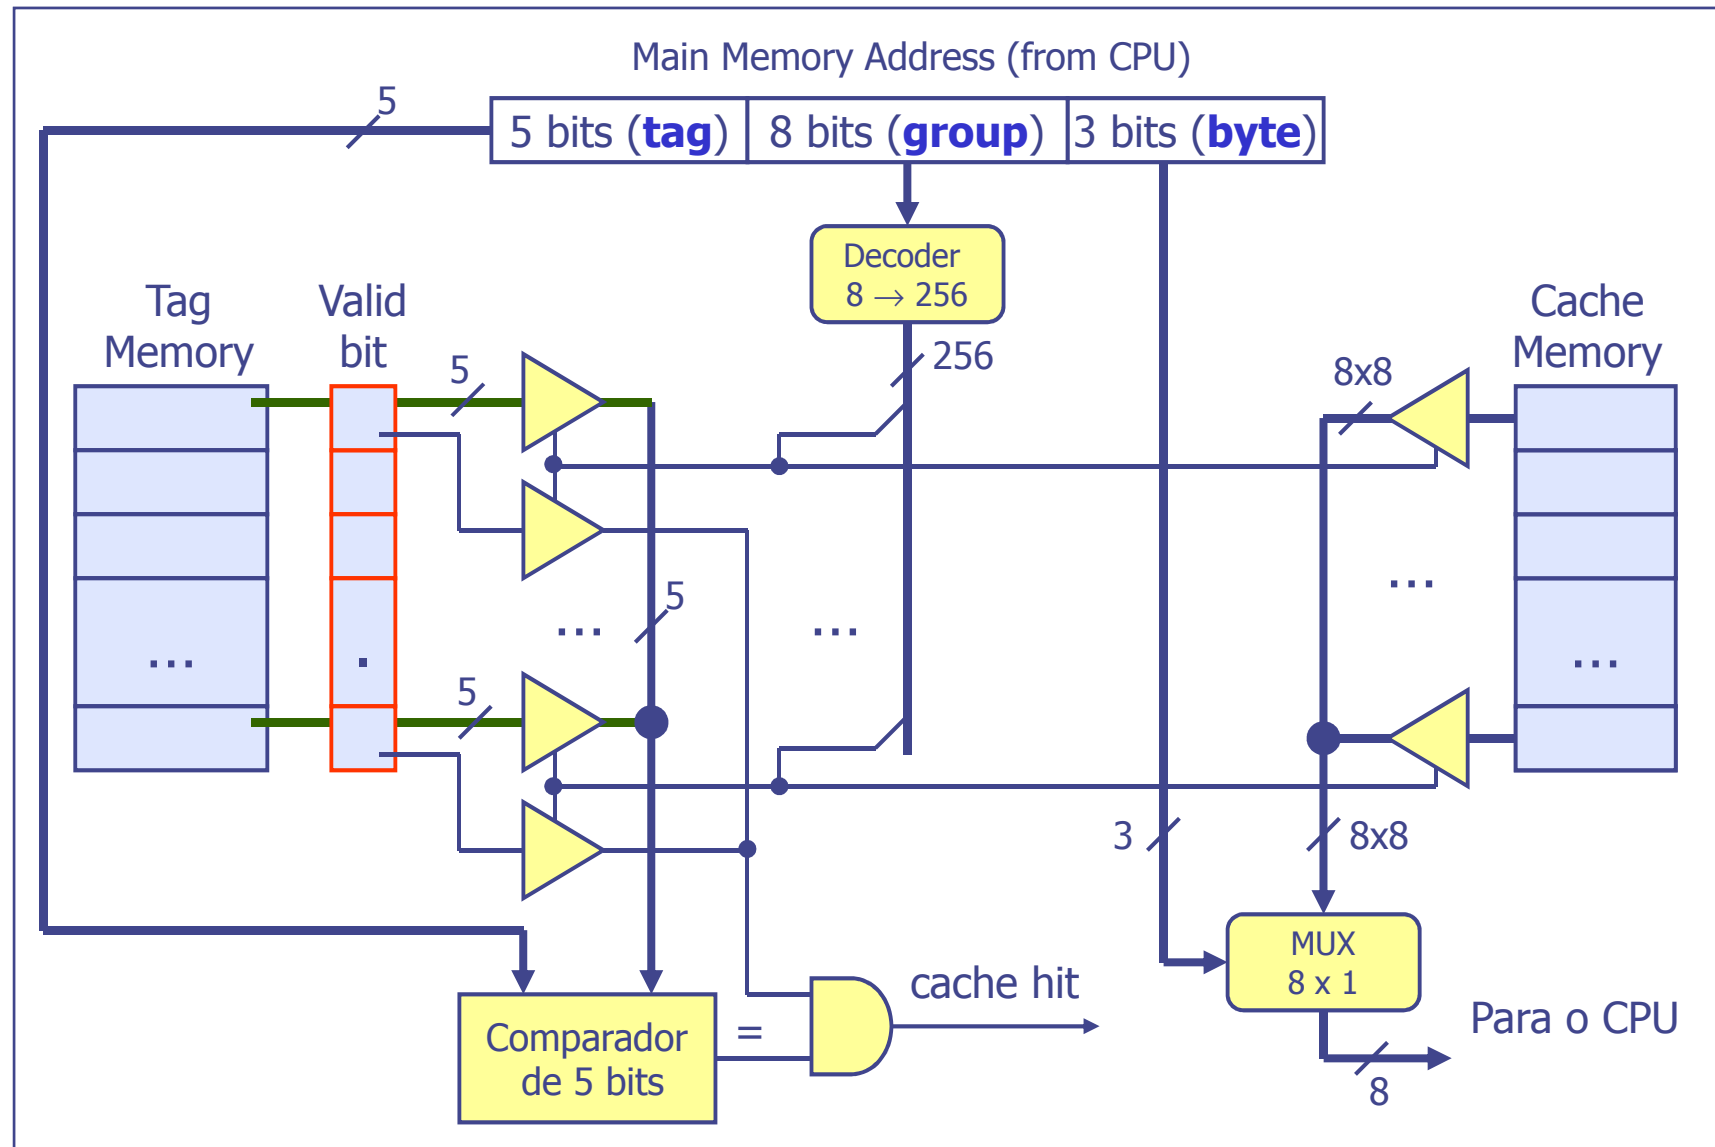 Main Memory Address (from CPU)
5
5 bits (tag) 8 bits (group) 3 bits (byte)
Decoder
8 → 256
Tag
Memory
Valid
bit
Cache
Memory
5
256
8x8
...
5
...
...
...
.
...
5
3
8x8
MUX
8 x 1
cache hit
Para o CPU
Comparador
de 5 bits
=
8